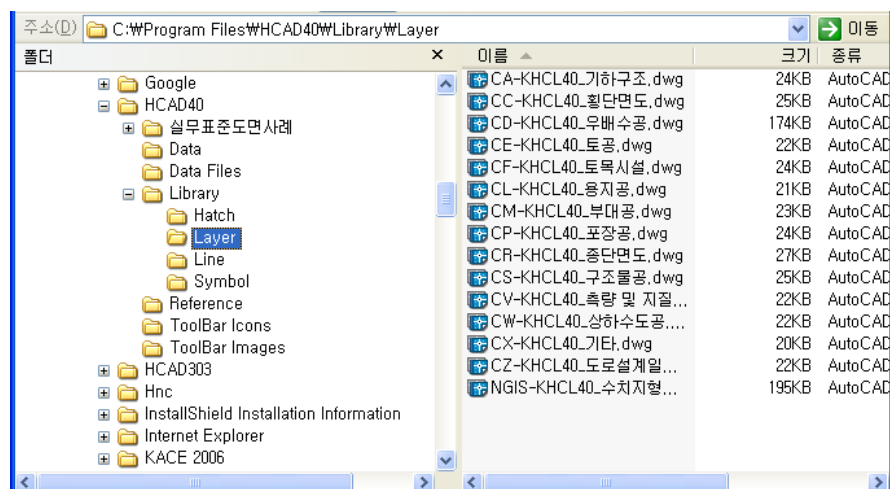 주소(D) C:₩Program Files₩HCAD40₩Library₩Layer 이동
폴더 × 이름 크기 종류
Google
HCAD40
실무표준도면사례
Data
Data Files
Library
Hatch
Layer
Line
Symbol
Reference
ToolBar Icons
ToolBar Images
HCAD303
Hnc
InstallShield Installation Information
Internet Explorer
KACE 2006
CA-KHCL40_기하구조.dwg 24KB AutoCAD
CC-KHCL40_횡단면도.dwg 25KB AutoCAD
CD-KHCL40_우배수공.dwg 174KB AutoCAD
CE-KHCL40_토공.dwg 22KB AutoCAD
CF-KHCL40_토목시설.dwg 24KB AutoCAD
CL-KHCL40_용지공.dwg 21KB AutoCAD
CM-KHCL40_부대공.dwg 23KB AutoCAD
CP-KHCL40_포장공.dwg 24KB AutoCAD
CR-KHCL40_종단면도.dwg 27KB AutoCAD
CS-KHCL40_구조물공.dwg 25KB AutoCAD
CV-KHCL40_측량 및 지질... 22KB AutoCAD
CW-KHCL40_상하수도공.... 22KB AutoCAD
CX-KHCL40_기타.dwg 20KB AutoCAD
CZ-KHCL40_도로설계일... 22KB AutoCAD
NGIS-KHCL40_수치지형... 195KB AutoCAD